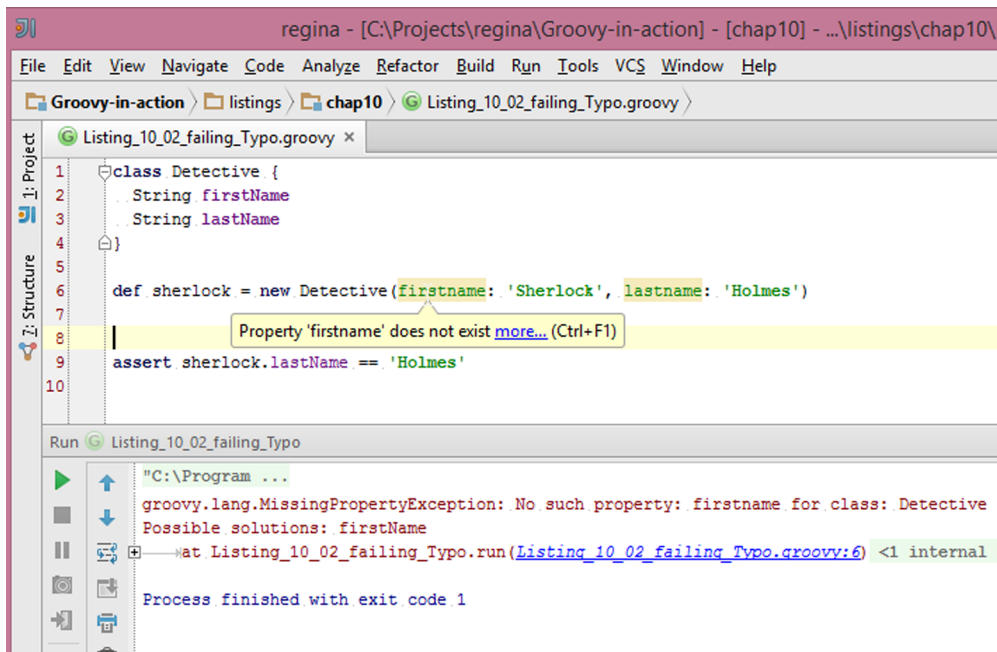 regina - [C:\Projects\regina\Groovy-in-action] - [chap10] - ...\listings\chap10\
File Edit View Navigate Code Analyze Refactor Build Run Tools VCS Window Help
Groovy-in-action listings chap10 Listing_10_02_failing_Typo.groovy
1: Project
7: Structure
Listing_10_02_failing_Typo.groovy ×
1 class Detective {
2 String firstName
3 String lastName
4 }
5
6 def sherlock = new Detective(firstname: 'Sherlock', lastname: 'Holmes')
7
Property 'firstname' does not exist more... (Ctrl+F1)
8
9 assert sherlock.lastName == 'Holmes'
10
Run Listing_10_02_failing_Typo
"C:\Program ...
groovy.lang.MissingPropertyException: No such property: firstname for class: Detective
Possible solutions: firstName
at Listing_10_02_failing_Typo.run(Listing_10_02_failing_Typo.groovy:6) <1 internal
Process finished with exit code 1